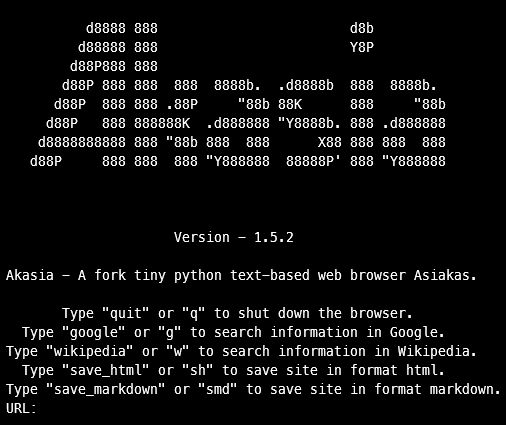 d8888 888                        d8b
d88888 888                        Y8P
d88P888 888
d88P 888 888  888  8888b.  .d8888b  888  8888b.
d88P  888 888 .88P     "88b 88K      888     "88b
d88P   888 888888K  .d888888 "Y8888b. 888 .d888888
d8888888888 888 "88b 888  888      X88 888 888  888
d88P     888 888  888 "Y888888  88888P' 888 "Y888888
Version - 1.5.2
Akasia - A fork tiny python text-based web browser Asiakas.
Type "quit" or "q" to shut down the browser.
Type "google" or "g" to search information in Google.
Type "wikipedia" or "w" to search information in Wikipedia.
Type "save_html" or "sh" to save site in format html.
Type "save_markdown" or "smd" to save site in format markdown.
URL: